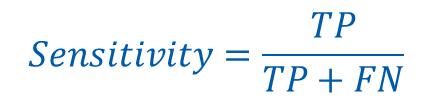 Sensitivity = TP / TP + FN